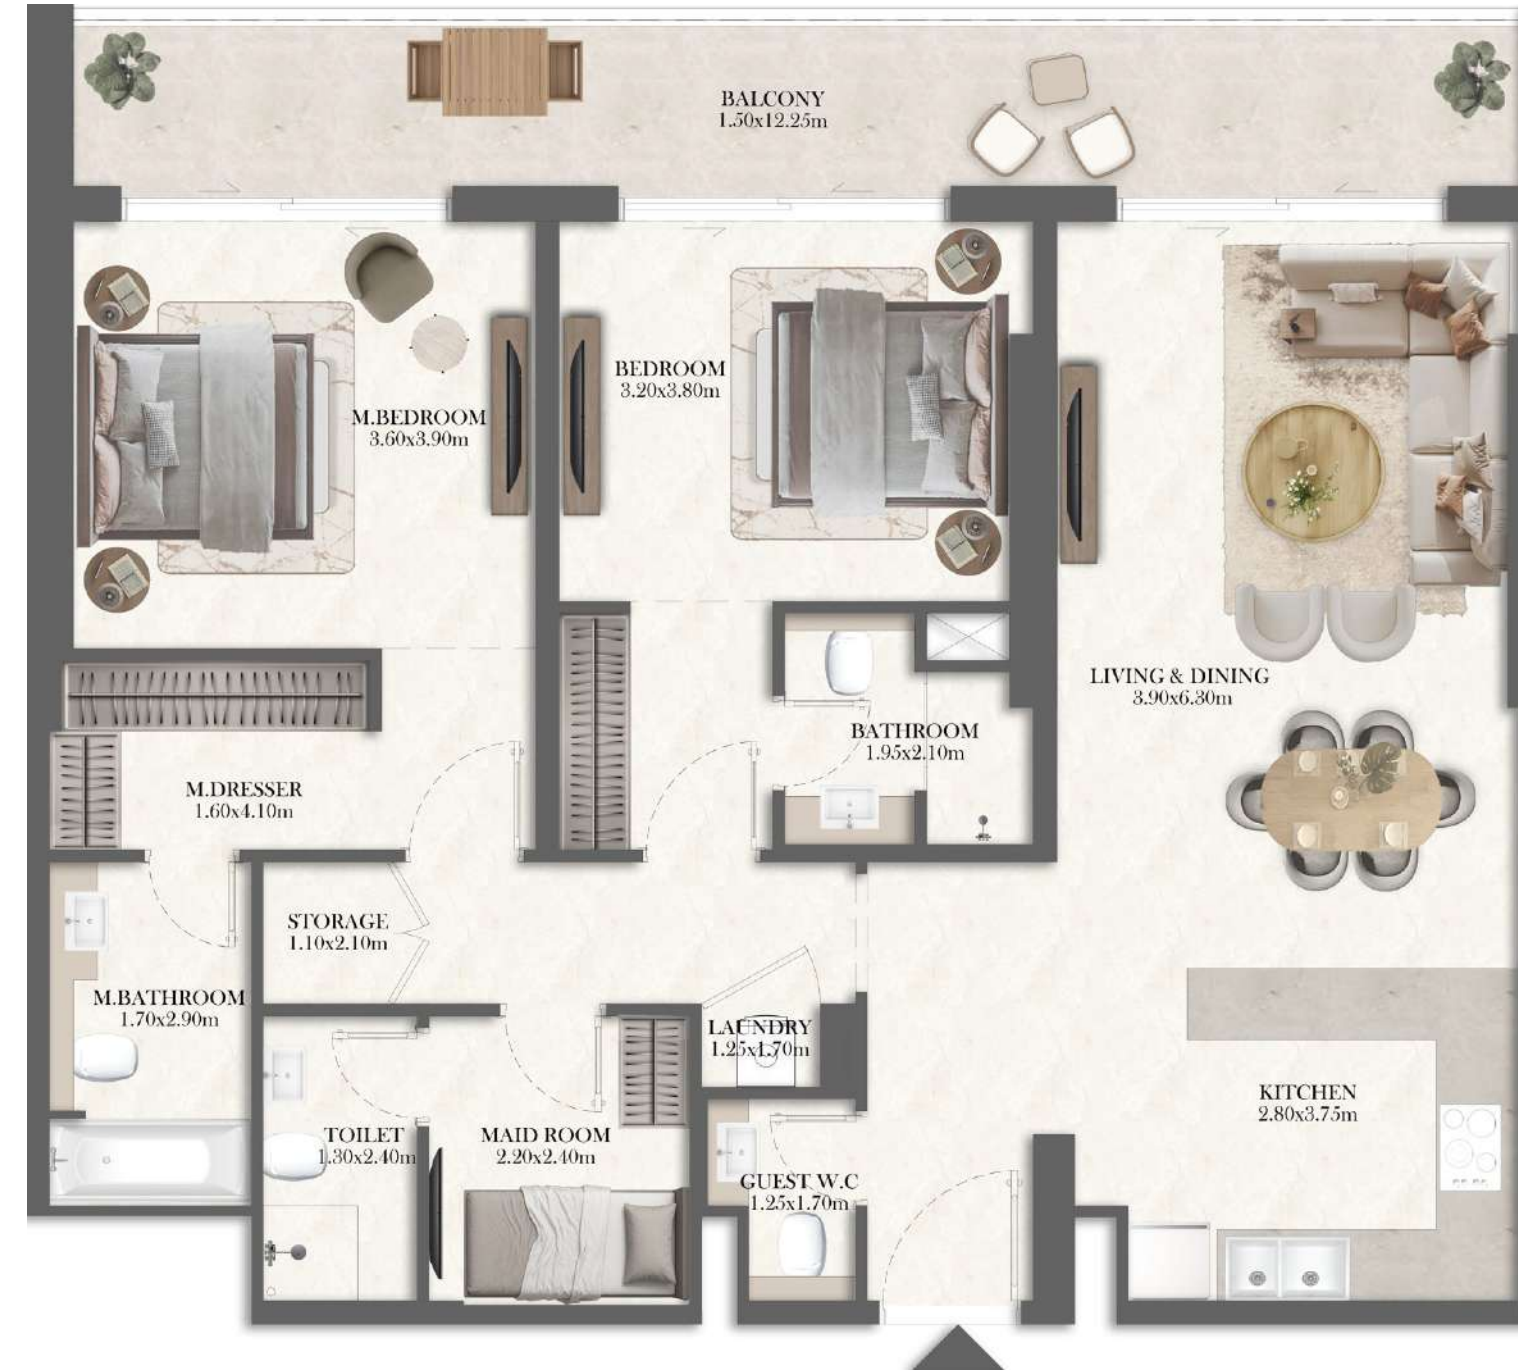 BALCONY
1.50x12.25m
BEDROOM
3.20x3.80m
M.BEDROOM
3.60x3.90m
LIVING & DINING
3.90x6.30m
BATHROOM
1.95x2.10m
M.DRESSER
1.60x4.10m
STORAGE
1.10x2.10m
M.BATHROOM
1.70x2.90m
LAUNDRY
1.25x1.70m
KITCHEN
2.80x3.75m
TOILET
1.30x2.40m
MAID ROOM
2.20x2.40m
GUEST W.C
1.25x1.70m